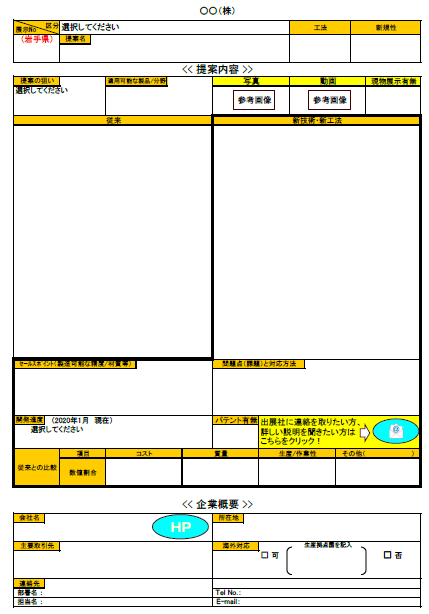 〇〇(株)
展示No 区分 選択してください 工法 新規性
(岩手県) 提案名
<< 提案内容 >>
提案の狙い 適用可能な製品/分野 写真 動画 現物展示有無
選択してください 参考画像 参考画像
従来 新技術・新工法
セールスポイント(製造可能な精度/材質等) 問題点(課題)と対応方法
開発進度 (2020年1月 現在) パテント有無 出展社に連絡を取りたい方、
選択してください 詳しい説明を聞きたい方は
こちらをクリック! @
従来との比較 項目 コスト 質量 生産/作業性 その他( )
数値割合
<< 企業概要 >>
会社名 HP 所在地
主要取引先 海外対応 生産拠点国を記入
□ 可 ( ) □ 否
連絡先
部署名: Tel No.:
担当名: E-mail: